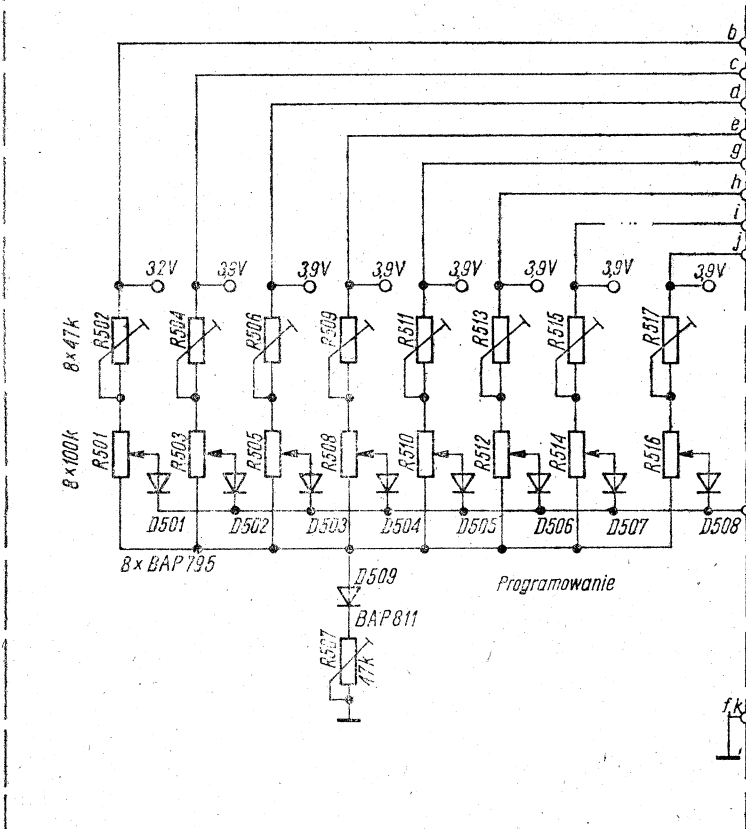 b
c
d
e
g
h
i
j
32V 3,9V 3,9V 3,9V 3,9V 3,9V 3,9V 3,9V
8×47k R502 R504 R506 R509 R511 R513 R515 R517
8×100k R501 R503 R505 R508 R510 R512 R514 R516
D501 D502 D503 D504 D505 D506 D507 D508
8×BAP795
D509
Programowanie
BAP811
R507
47k
f,k